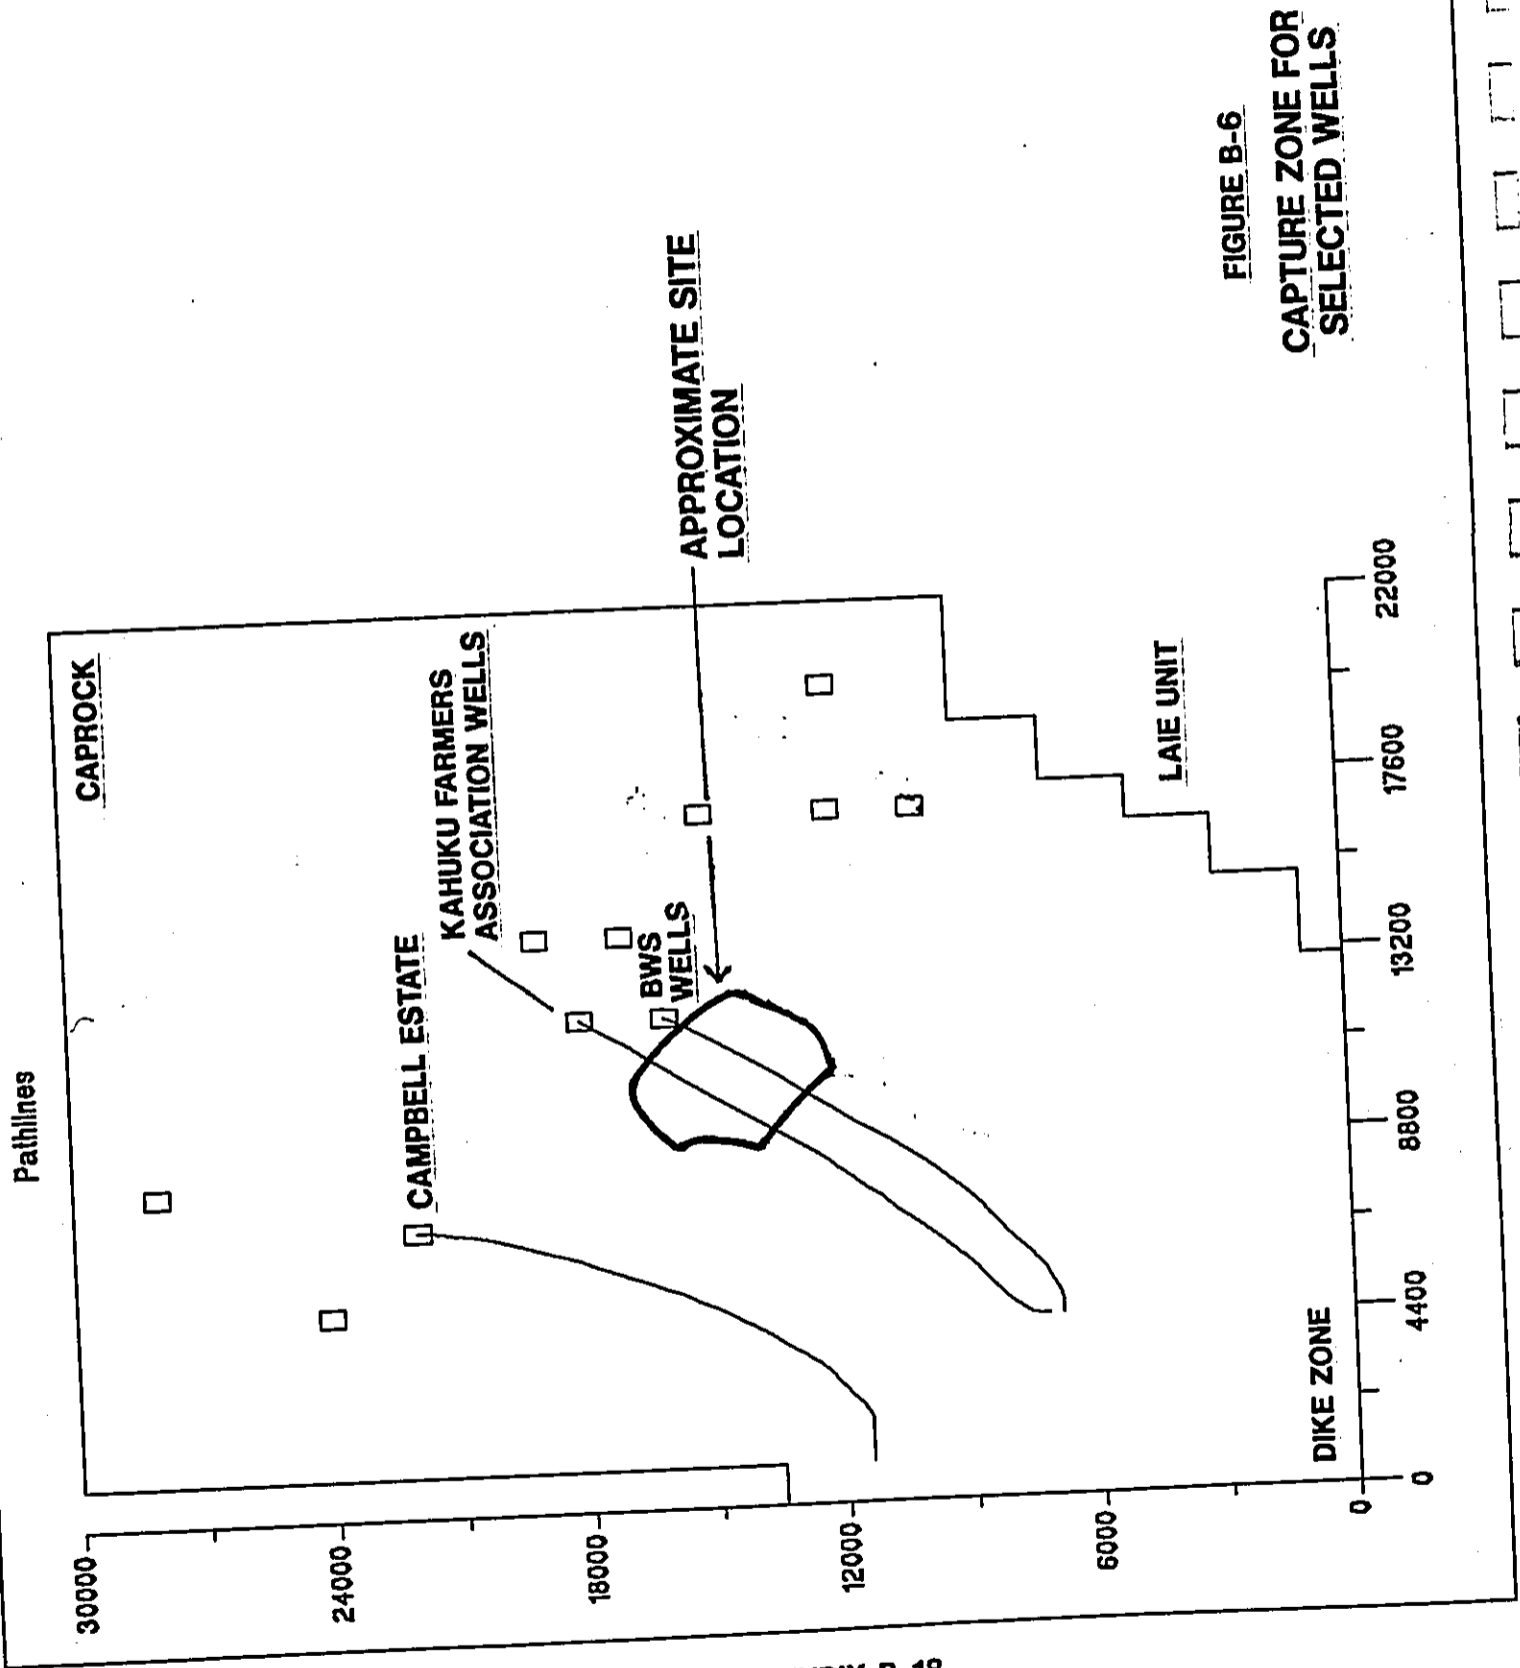 Pathlines
CAPROCK
KAHUKU FARMERS
ASSOCIATION WELLS
CAMPBELL ESTATE
BWS
WELLS
APPROXIMATE SITE
LOCATION
LAIE UNIT
DIKE ZONE
30000
24000
18000
12000
6000
0
0
4400
8800
13200
17600
22000
FIGURE B-6
CAPTURE ZONE FOR
SELECTED WELLS